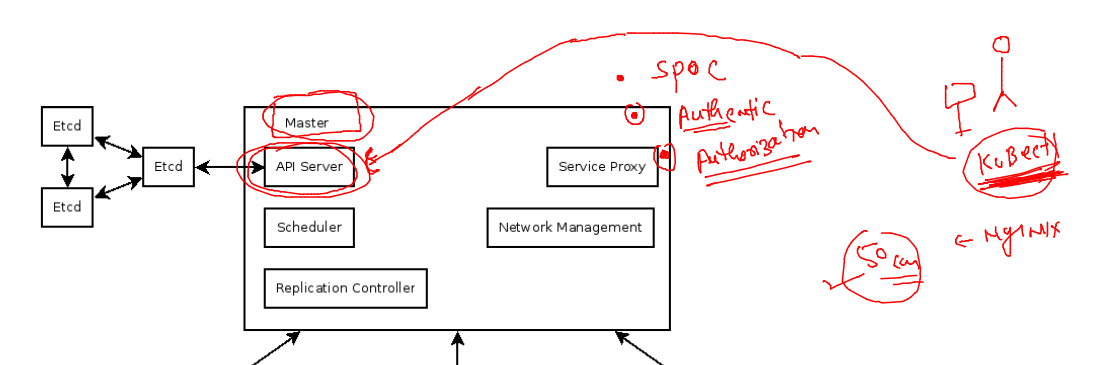 SPOC
Authentic
Authorization
Master
Etcd
Etcd
Etcd
API Server
Service Proxy
KuBectl
Scheduler
Network Management
← NgINX
50 con
Replication Controller